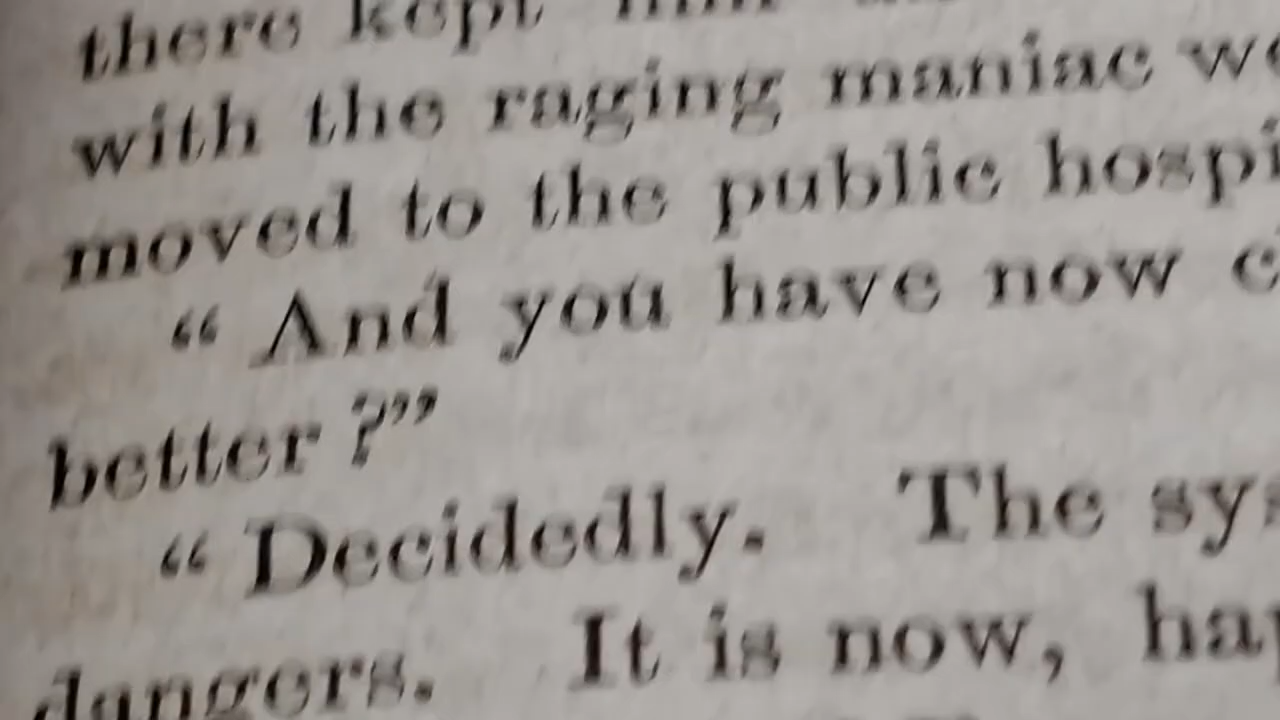 there kept him
with the raging maniac
moved to the public
“ And you have now
better ?”
“ Decidedly. The
dangers. It is now,